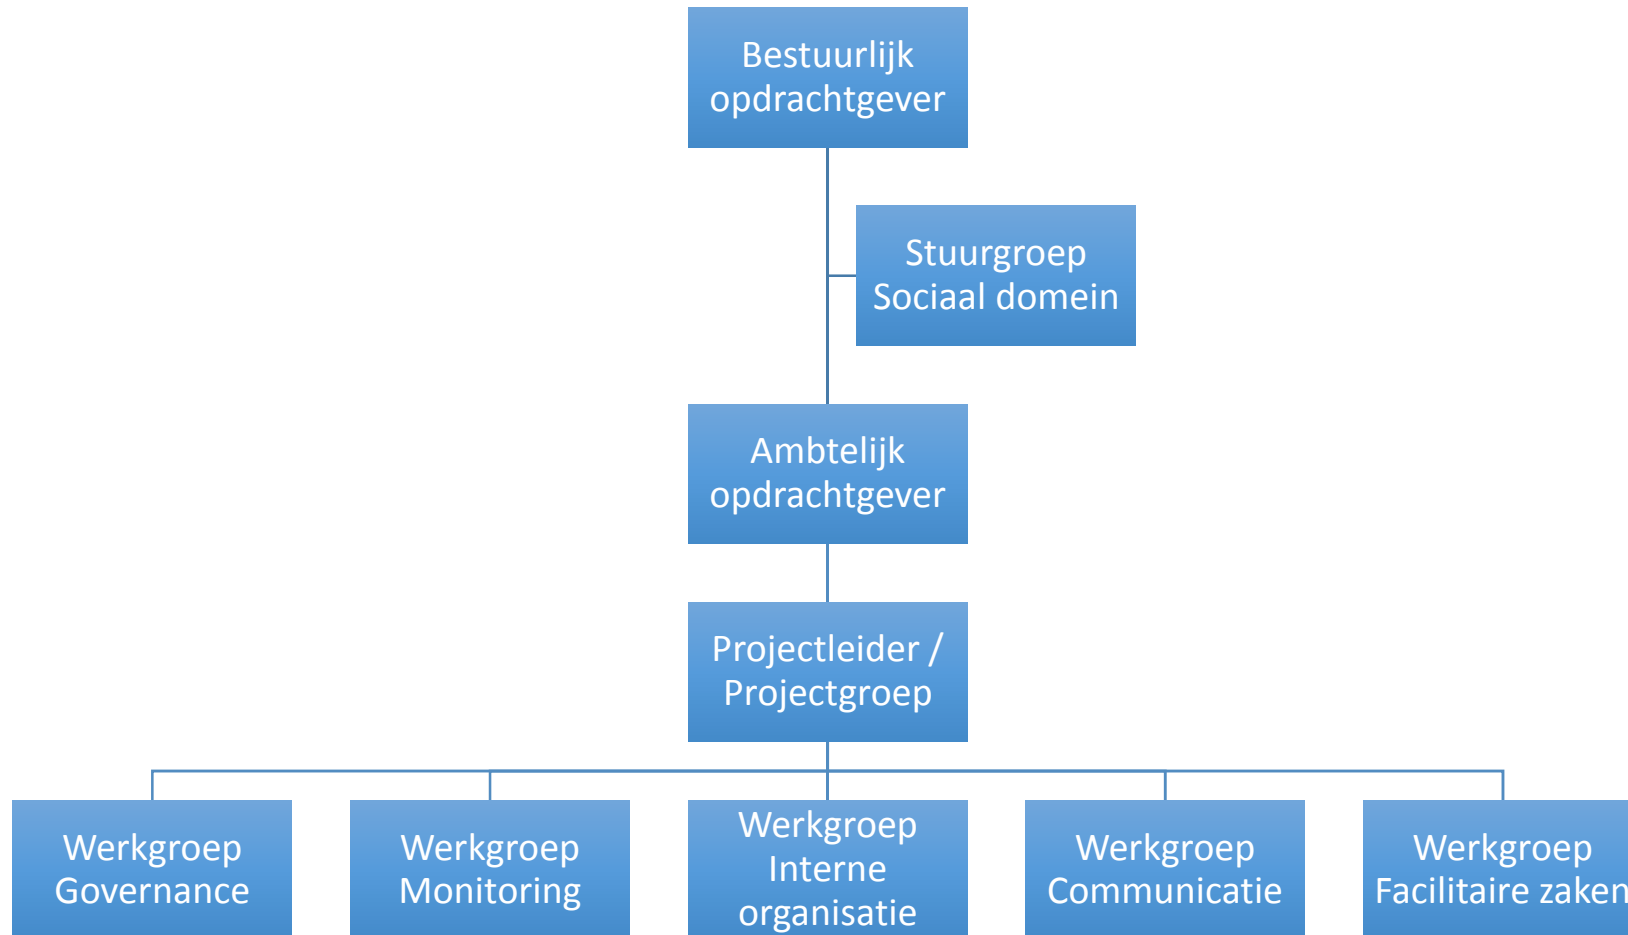 Bestuurlijk
opdrachtgever
Stuurgroep
Sociaal domein
Ambtelijk
opdrachtgever
Projectleider /
Projectgroep
Werkgroep
Governance
Werkgroep
Monitoring
Werkgroep
Interne
organisatie
Werkgroep
Communicatie
Werkgroep
Facilitaire zaken